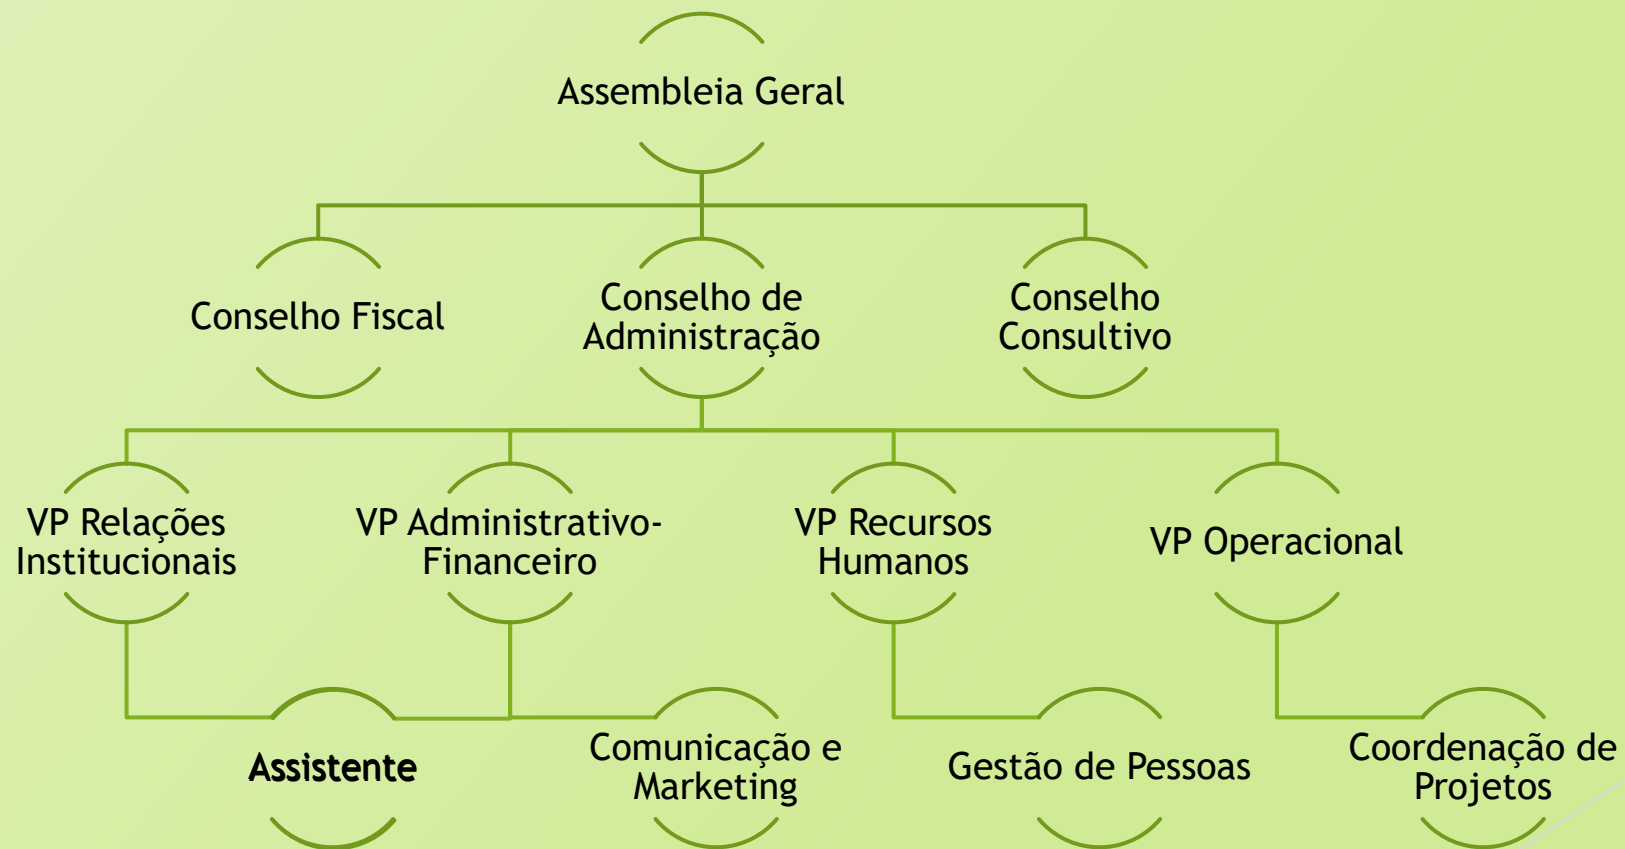 Assembleia Geral
Conselho Fiscal
Conselho de
Administração
Conselho
Consultivo
VP Relações
Institucionais
VP Administrativo-
Financeiro
VP Recursos
Humanos
VP Operacional
Assistente
Comunicação e
Marketing
Gestão de Pessoas
Coordenação de
Projetos